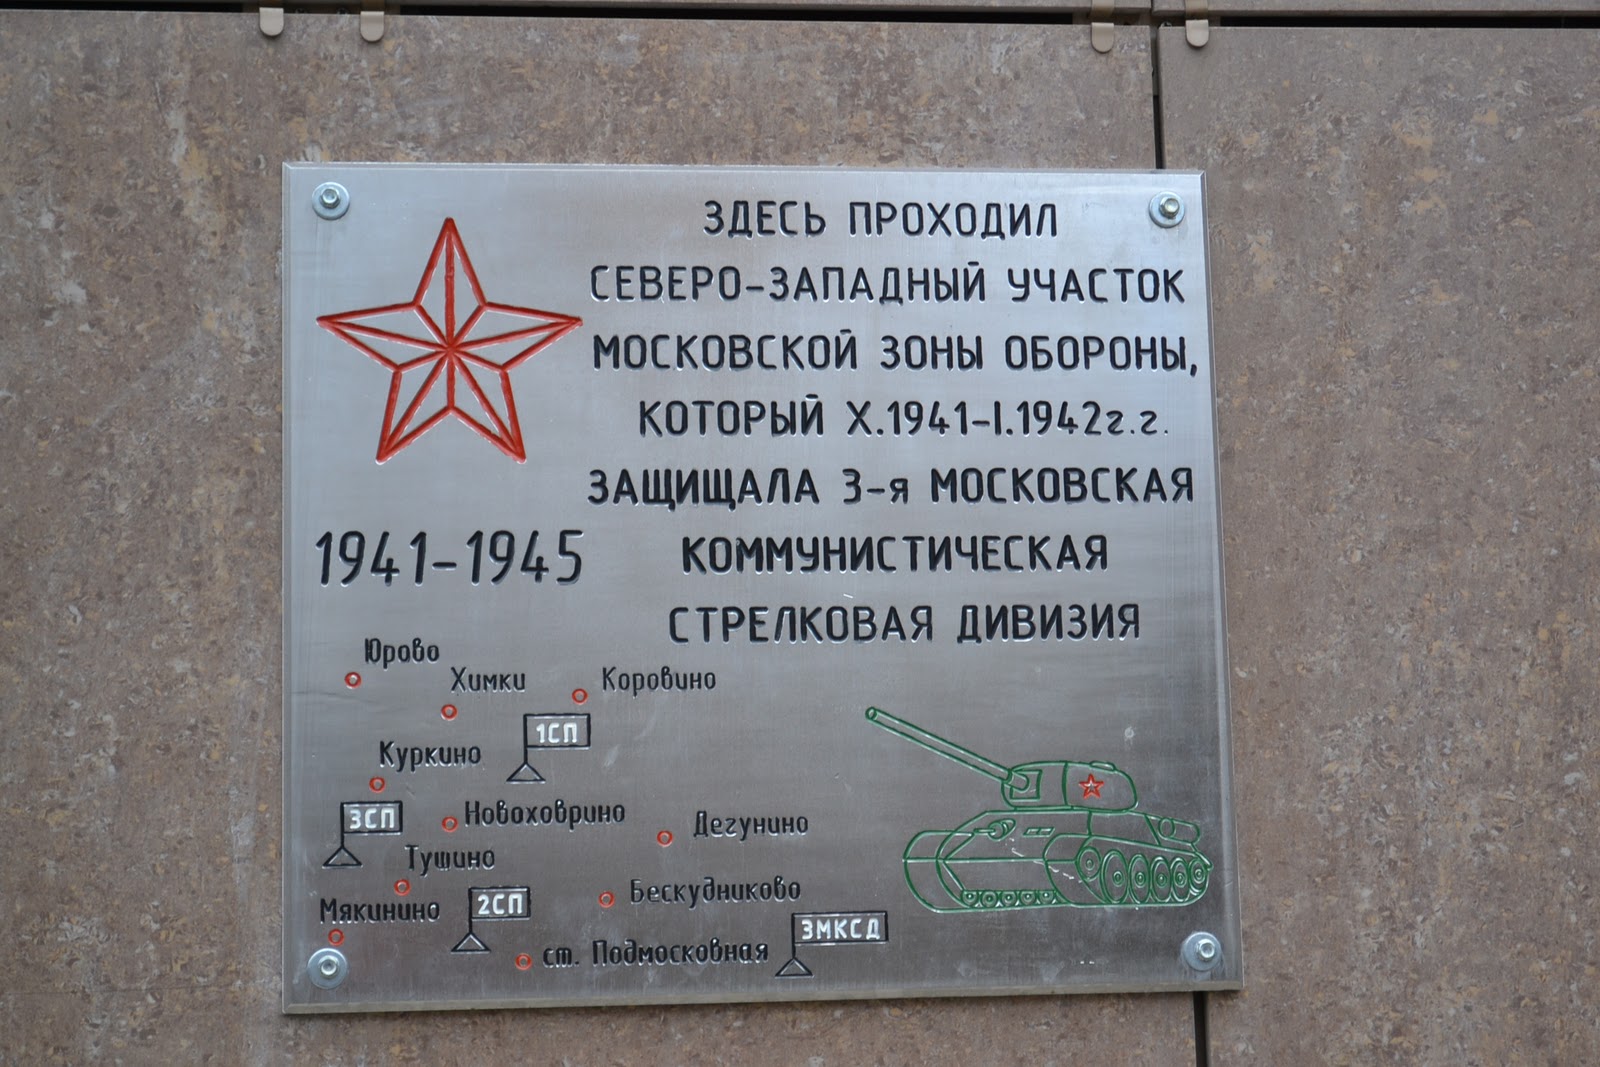 ЗДЕСЬ ПРОХОДИЛ
СЕВЕРО-ЗАПАДНЫЙ УЧАСТОК
МОСКОВСКОЙ ЗОНЫ ОБОРОНЫ,
КОТОРЫЙ X.1941-I.1942г.г.
ЗАЩИЩАЛА 3-я МОСКОВСКАЯ
КОММУНИСТИЧЕСКАЯ
СТРЕЛКОВАЯ ДИВИЗИЯ
1941-1945
Юрово
Химки
Коровино
1СП
Куркино
3СП
Новоховрино
Дегунино
Тушино
Бескудниково
Мякинино
2СП
3МКСД
ст. Подмосковная